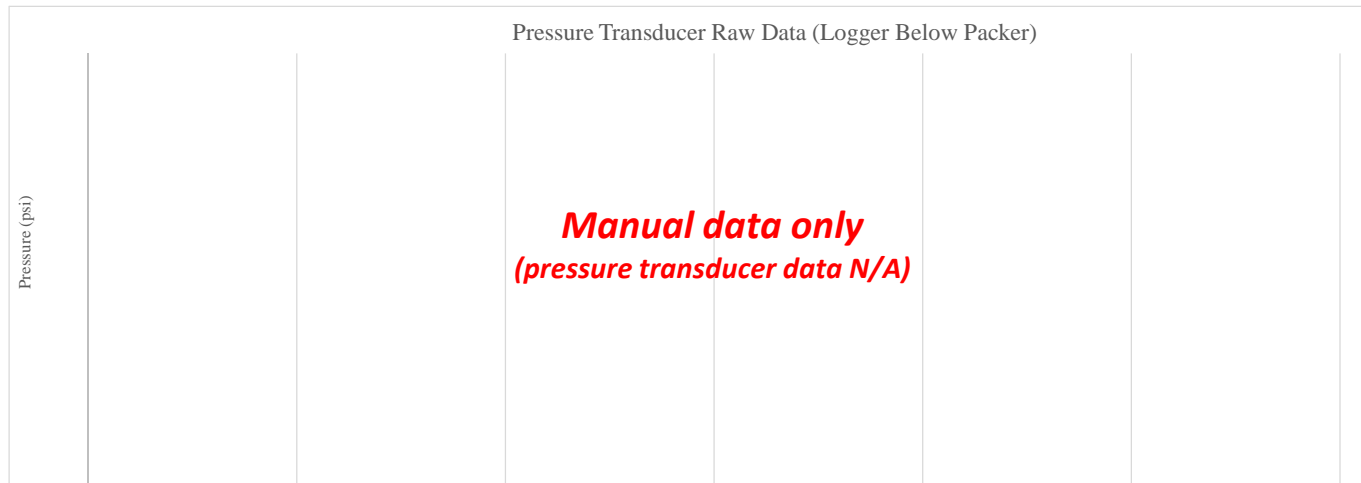 Pressure Transducer Raw Data (Logger Below Packer)
Pressure (psi)
Manual data only
(pressure transducer data N/A)